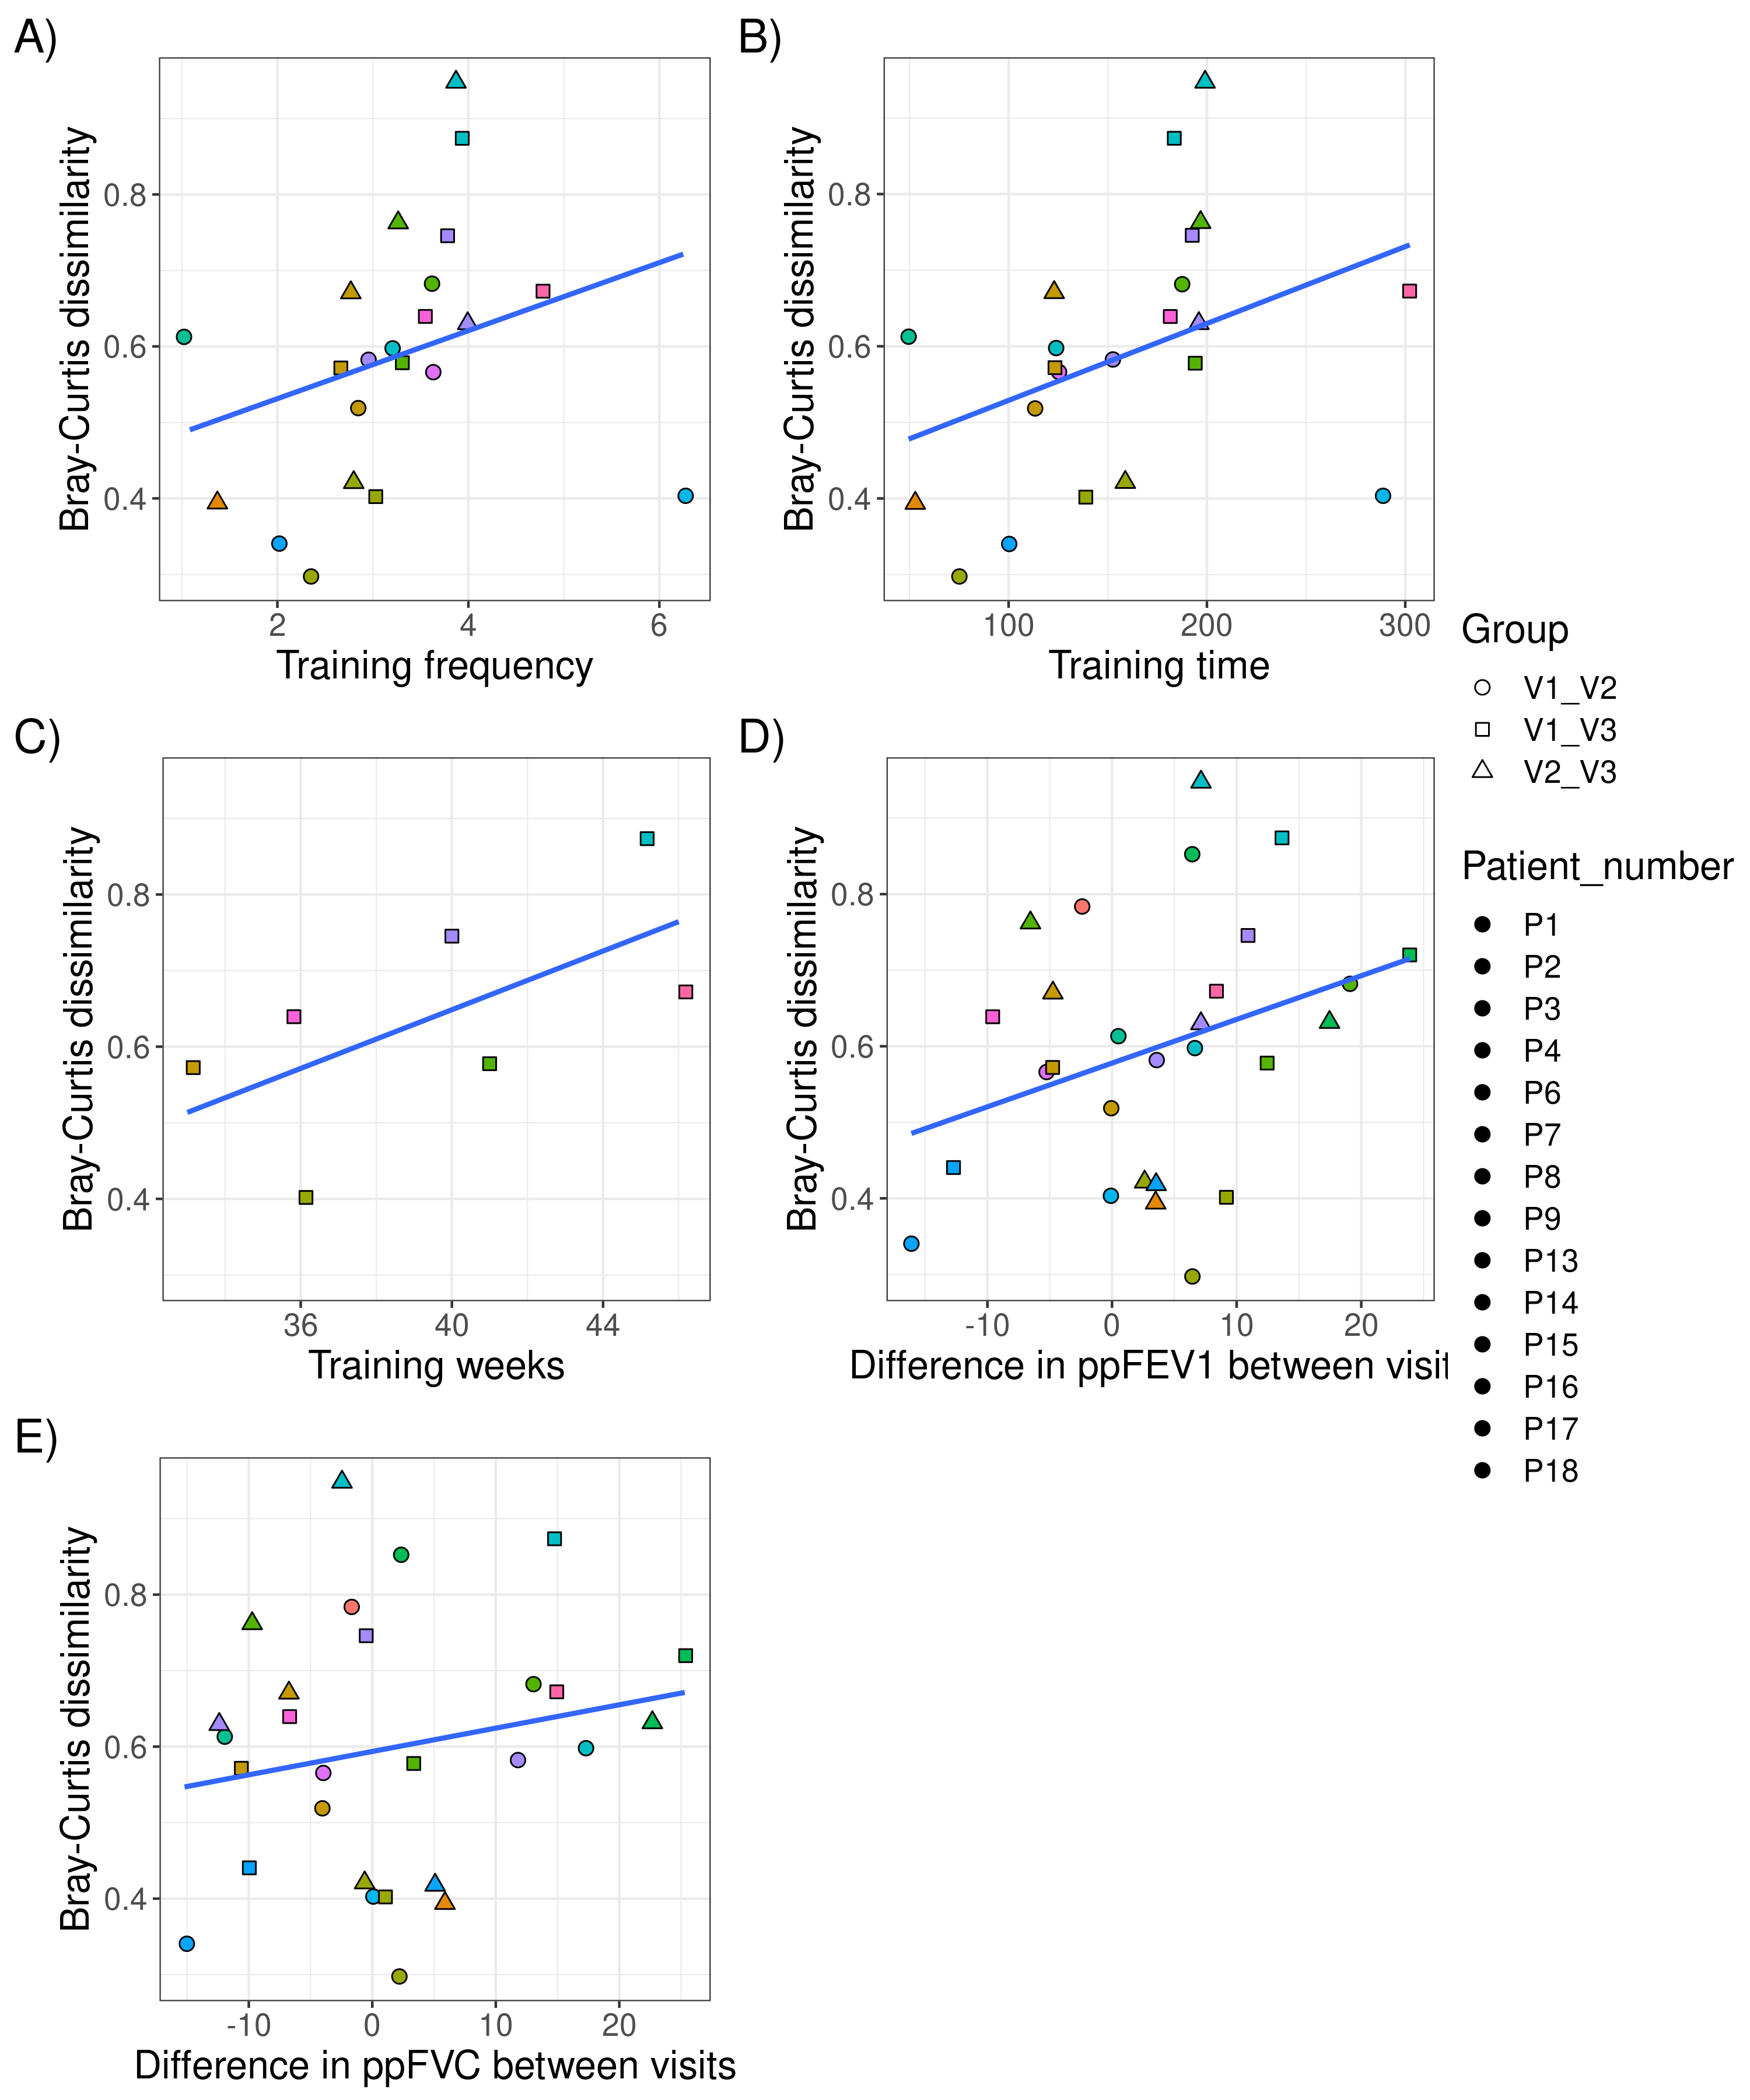 A)
Bray-Curtis dissimilarity
0.8
0.6
0.4
2 4 6
Training frequency
B)
Bray-Curtis dissimilarity
0.8
0.6
0.4
100 200 300
Training time
C)
Bray-Curtis dissimilarity
0.8
0.6
0.4
36 40 44
Training weeks
D)
Bray-Curtis dissimilarity
0.8
0.6
0.4
-10 0 10 20
Difference in ppFEV1 between visit
E)
Bray-Curtis dissimilarity
0.8
0.6
0.4
-10 0 10 20
Difference in ppFVC between visits
Group
V1_V2
V1_V3
V2_V3
Patient_number
P1
P2
P3
P4
P6
P7
P8
P9
P13
P14
P15
P16
P17
P18